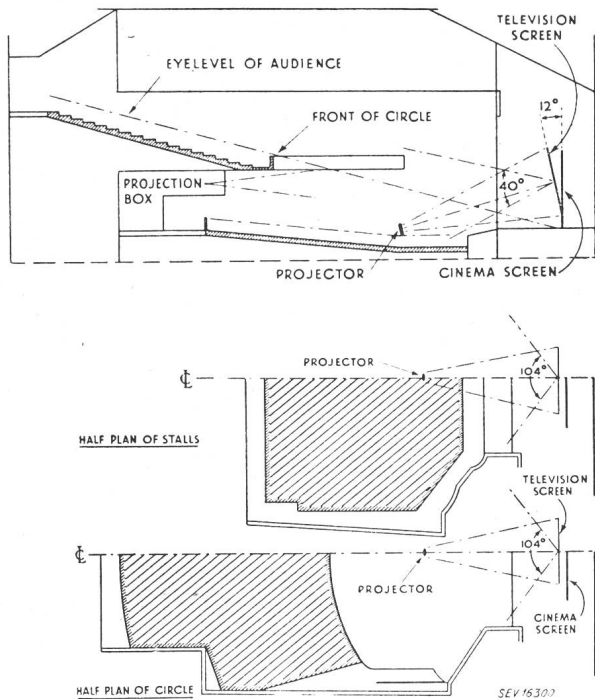 TELEVISION
SCREEN
EYELEVEL OF AUDIENCE
12°
FRONT OF CIRCLE
PROJECTION
BOX
40°
PROJECTOR
CINEMA SCREEN
PROJECTOR
104°
℄
HALF PLAN OF STALLS
TELEVISION
SCREEN
104°
℄
PROJECTOR
CINEMA
SCREEN
HALF PLAN OF CIRCLE
SEV 16300